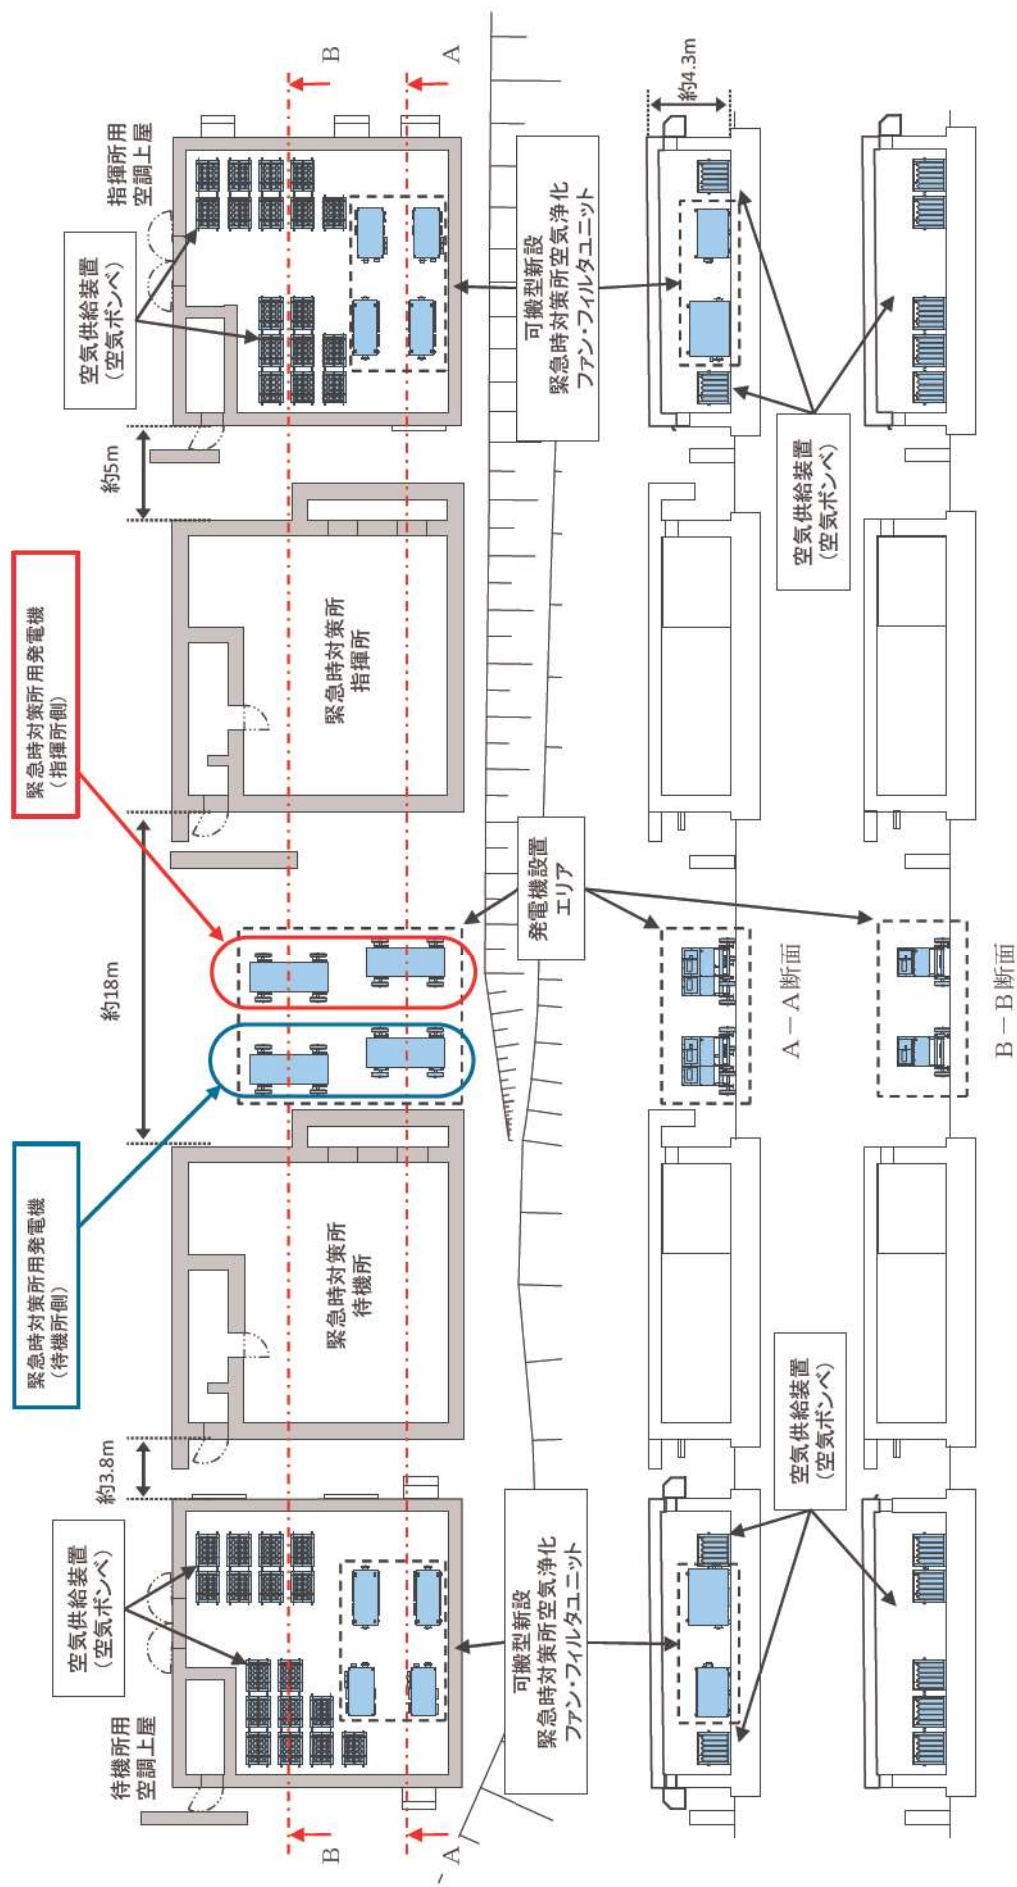 緊急時対策所用発電機
（待機所側）
緊急時対策所用発電機
（指揮所側）
待機所用
空調上屋
空気供給装置
（空気ボンベ）
約3.8m
約18m
約5m
空気供給装置
（空気ボンベ）
指揮所用
空調上屋
緊急時対策所
待機所
緊急時対策所
指揮所
B
B
A
A
可搬型新設
緊急時対策所空気浄化
ファン・フィルタユニット
発電機設置
エリア
可搬型新設
緊急時対策所空気浄化
ファン・フィルタユニット
約4.3m
A－A断面
空気供給装置
（空気ボンベ）
空気供給装置
（空気ボンベ）
B－B断面